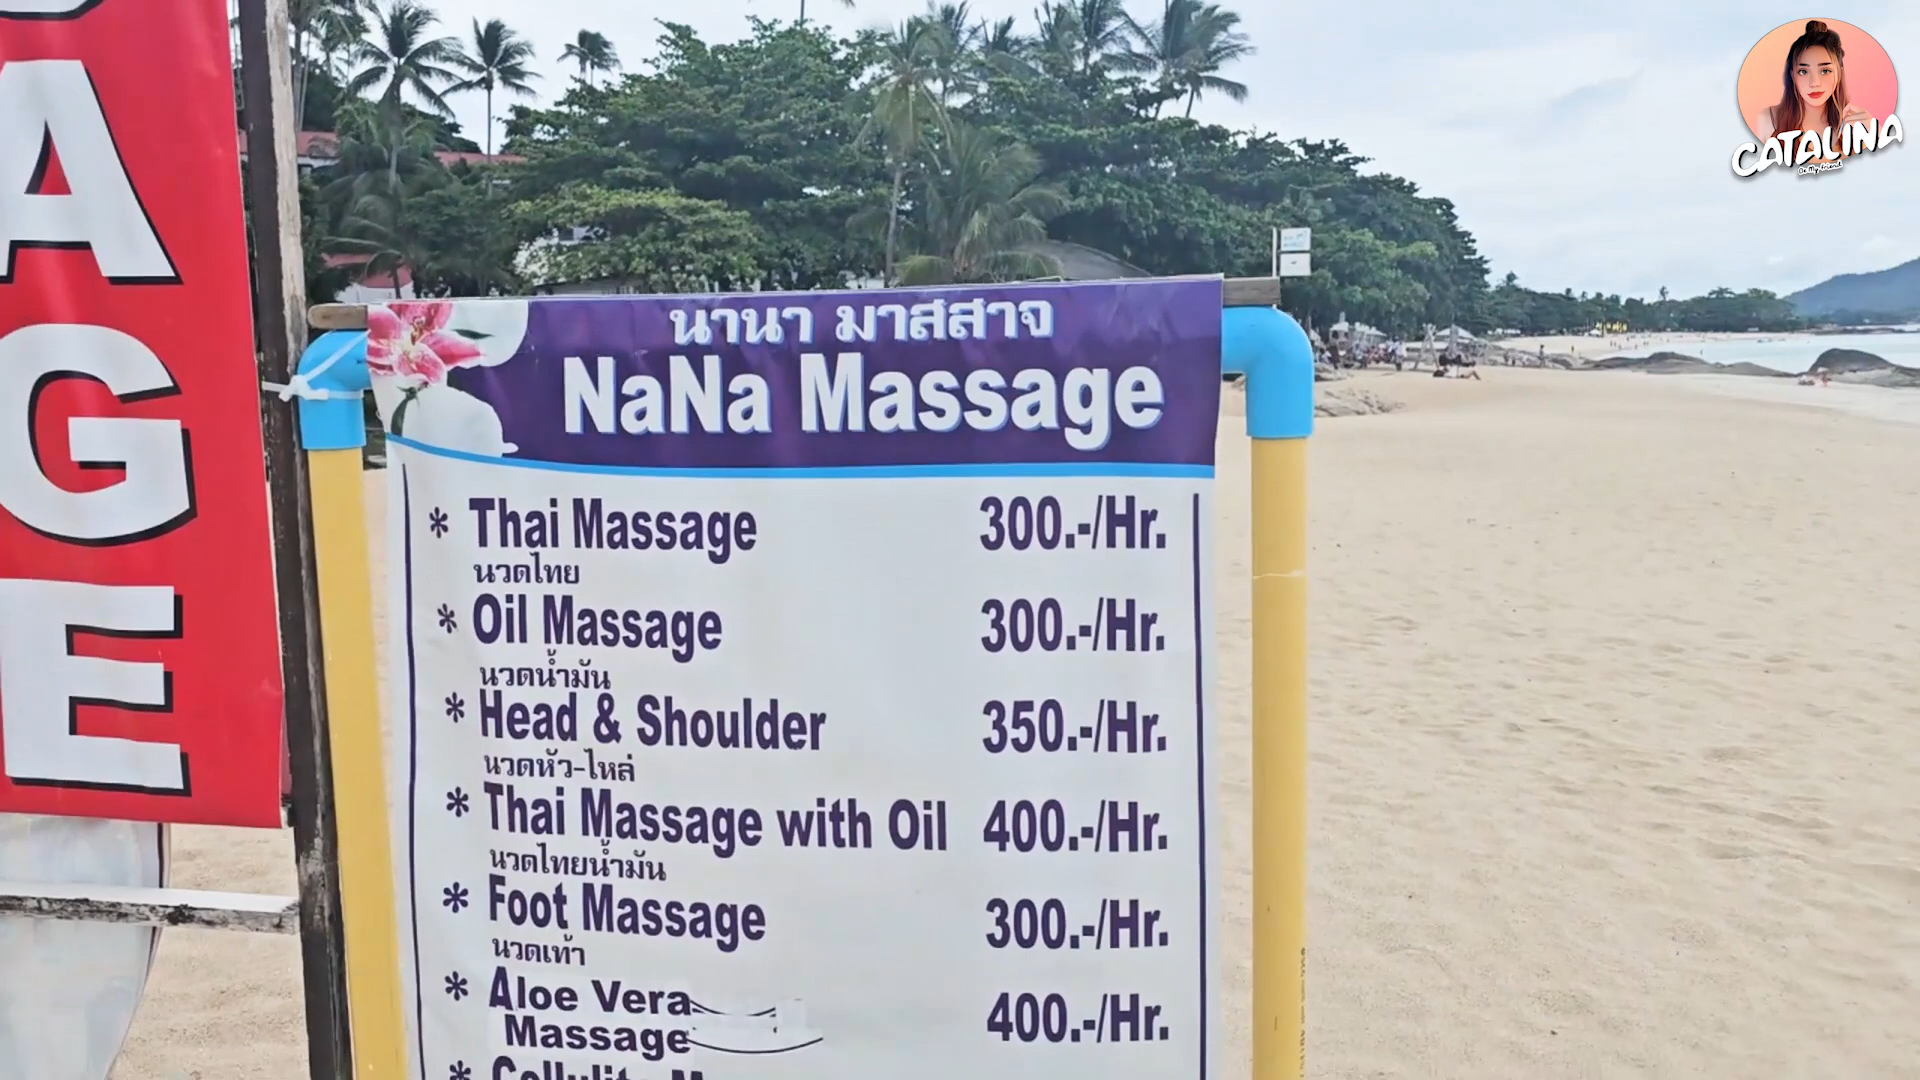 AGE
นานา มาสสาจ
NaNa Massage
* Thai Massage 300.-/Hr.
นวดไทย
* Oil Massage 300.-/Hr.
นวดน้ำมัน
* Head & Shoulder 350.-/Hr.
นวดหัว-ไหล่
* Thai Massage with Oil 400.-/Hr.
นวดไทยน้ำมัน
* Foot Massage 300.-/Hr.
นวดเท้า
* Aloe Vera
Massage 400.-/Hr.
CATALINA